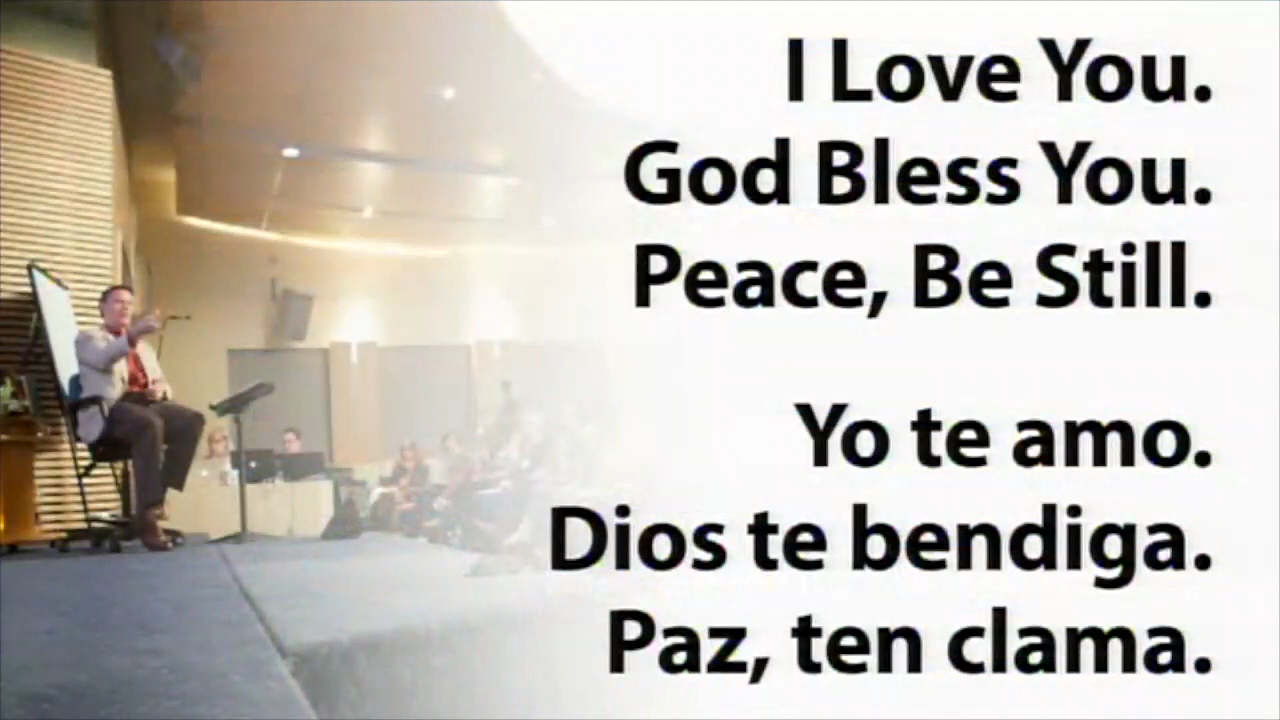 I Love You.
God Bless You.
Peace, Be Still.
Yo te amo.
Dios te bendiga.
Paz, ten clama.